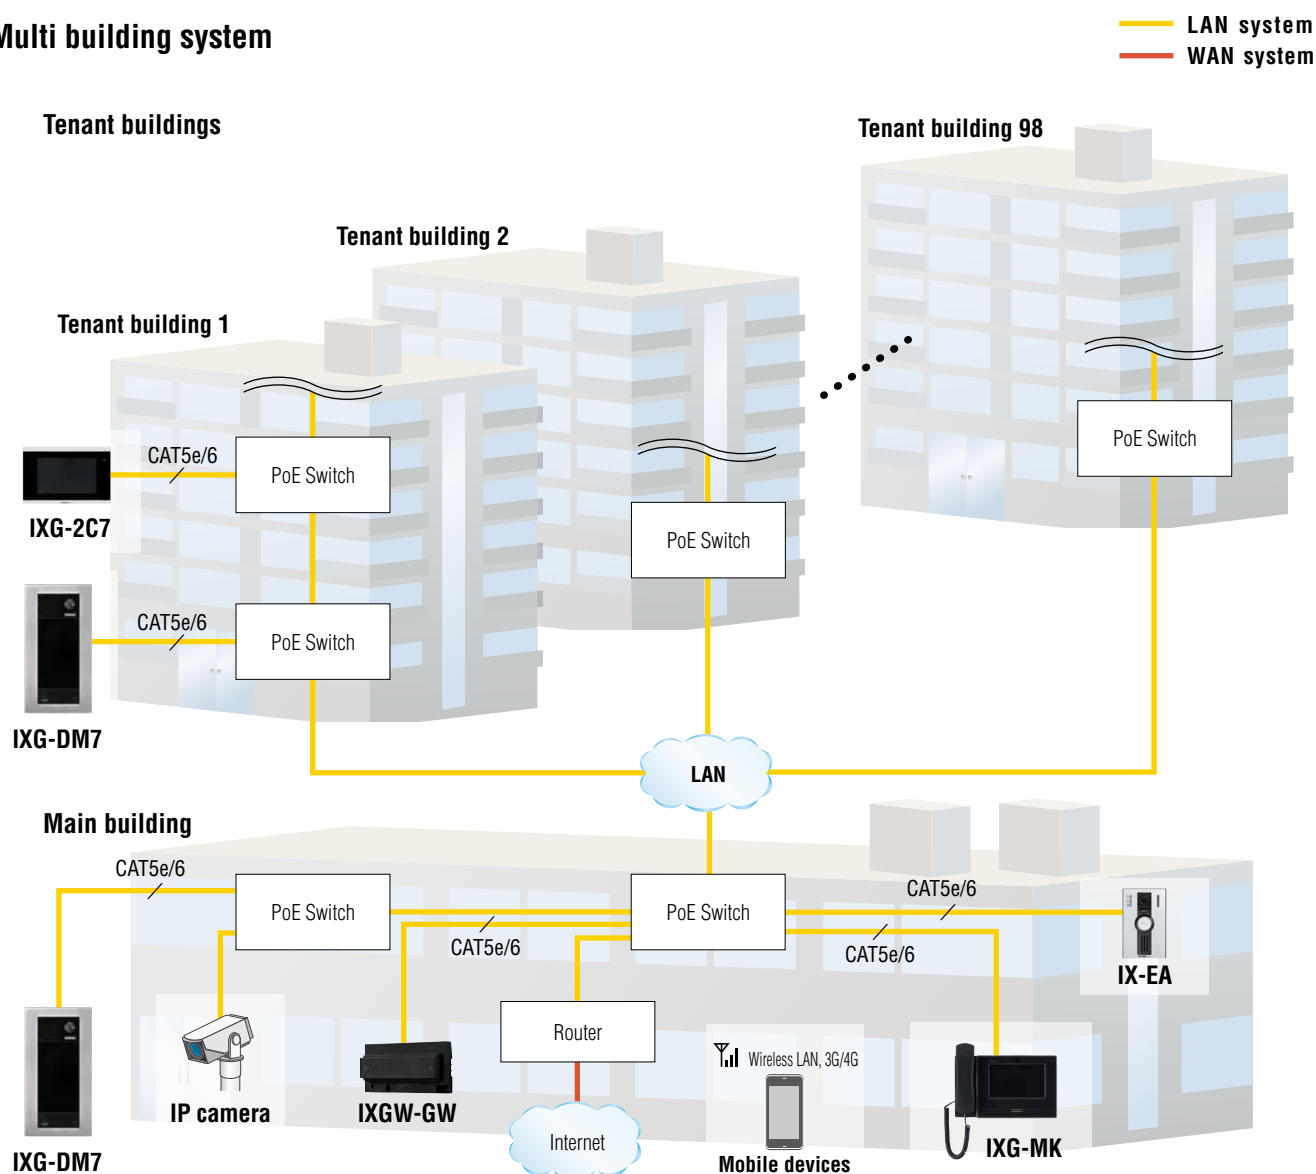 Multi building system
LAN system
WAN system
Tenant buildings
Tenant building 98
Tenant building 2
Tenant building 1
CAT5e/6
PoE Switch
PoE Switch
IXG-2C7
PoE Switch
CAT5e/6
PoE Switch
IXG-DM7
LAN
Main building
CAT5e/6
PoE Switch
PoE Switch
CAT5e/6
CAT5e/6
CAT5e/6
IX-EA
Router
Wireless LAN, 3G/4G
IP camera
IXGW-GW
Internet
IXG-MK
IXG-DM7
Mobile devices